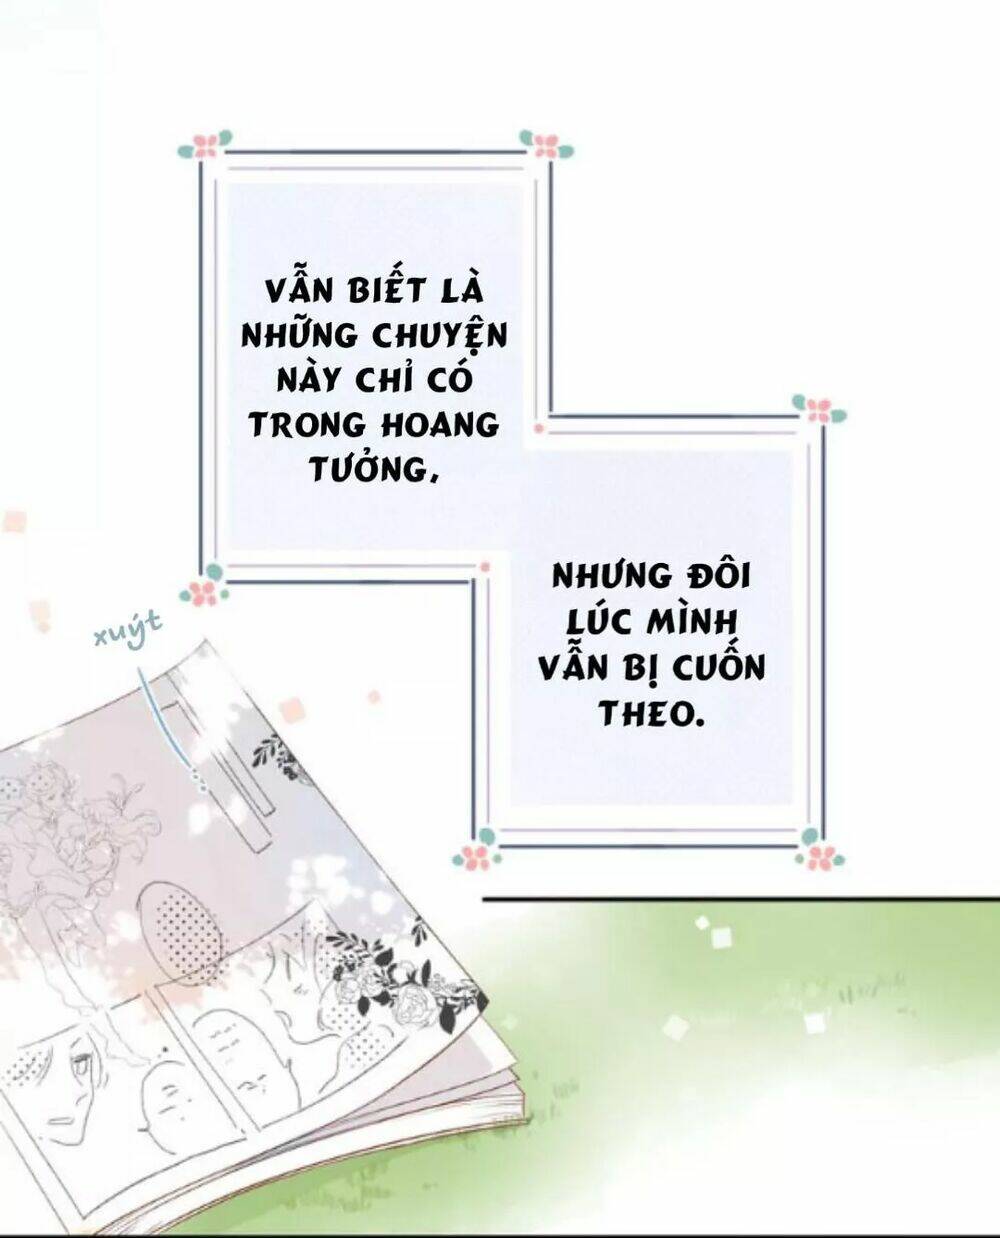 VẪN BIẾT LÀ
NHỮNG CHUYỆN
NÀY CHỈ CÓ
TRONG HOANG
TƯỞNG,
NHƯNG ĐÔI
LÚC MÌNH
VẪN BỊ CUỐN
THEO.
xuýt